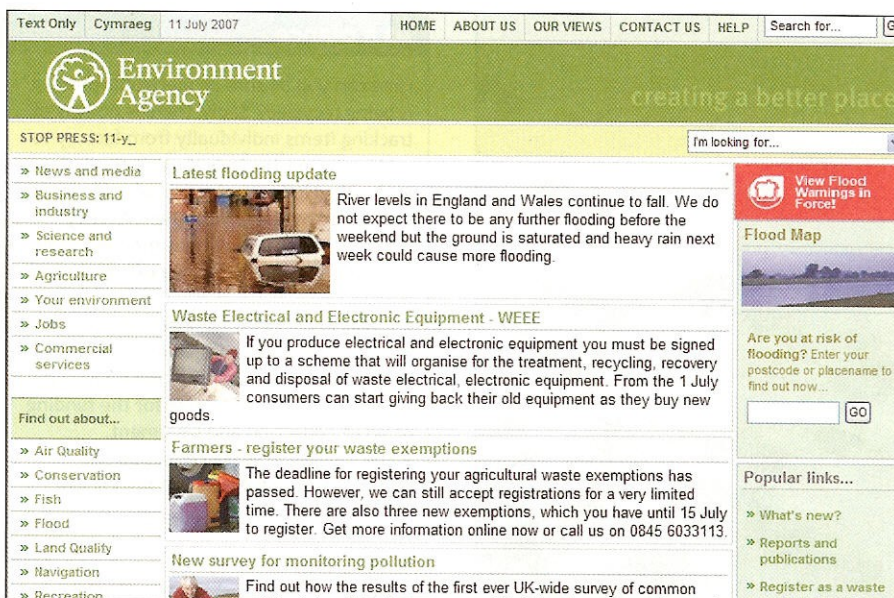 Text Only Cymraeg 11 July 2007 HOME ABOUT US OUR VIEWS CONTACT US HELP Search for...
Environment
Agency
creating a better place
STOP PRESS: 11-y_
I'm looking for...
» News and media
» Business and
industry
» Science and
research
» Agriculture
» Your environment
» Jobs
» Commercial
services
Find out about...
» Air Quality
» Conservation
» Fish
» Flood
» Land Quality
» Navigation
» Recreation
Latest flooding update
River levels in England and Wales continue to fall. We do
not expect there to be any further flooding before the
weekend but the ground is saturated and heavy rain next
week could cause more flooding.
Waste Electrical and Electronic Equipment - WEEE
If you produce electrical and electronic equipment you must be signed
up to a scheme that will organise for the treatment, recycling, recovery
and disposal of waste electrical, electronic equipment. From the 1 July
consumers can start giving back their old equipment as they buy new
goods.
Farmers - register your waste exemptions
The deadline for registering your agricultural waste exemptions has
passed. However, we can still accept registrations for a very limited
time. There are also three new exemptions, which you have until 15 July
to register. Get more information online now or call us on 0845 6033113.
New survey for monitoring pollution
Find out how the results of the first ever UK-wide survey of common
View Flood
Warnings in
Force!
Flood Map
Are you at risk of
flooding? Enter your
postcode or placename to
find out now...
GO
Popular links...
» What's new?
» Reports and
publications
» Register as a waste